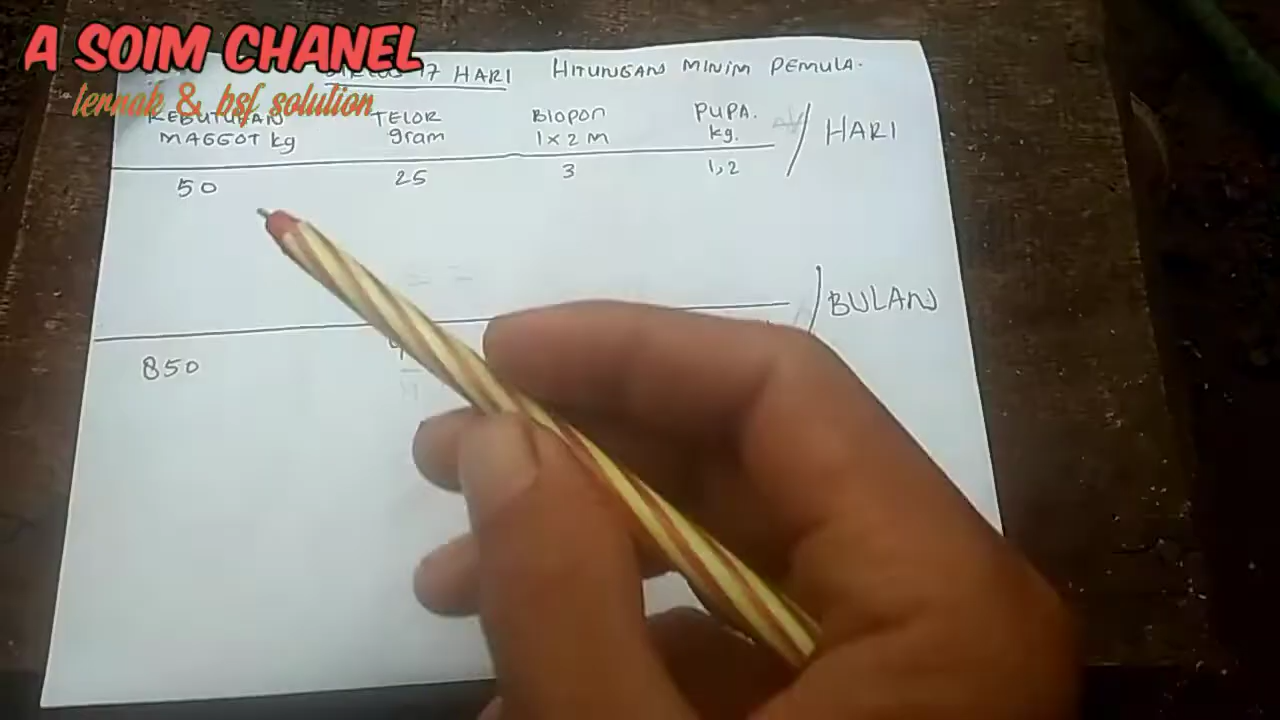 A SOIM CHANEL
ternak & bsf solution
17 HARI HITUNGAN MINIM PEMULA.
KEBUTUHAN MAGGOT kg
TELOR gram
BIOPON 1x2 M
PUPA. kg.
/ HARI
50 25 3 1,2
/ BULAN
850